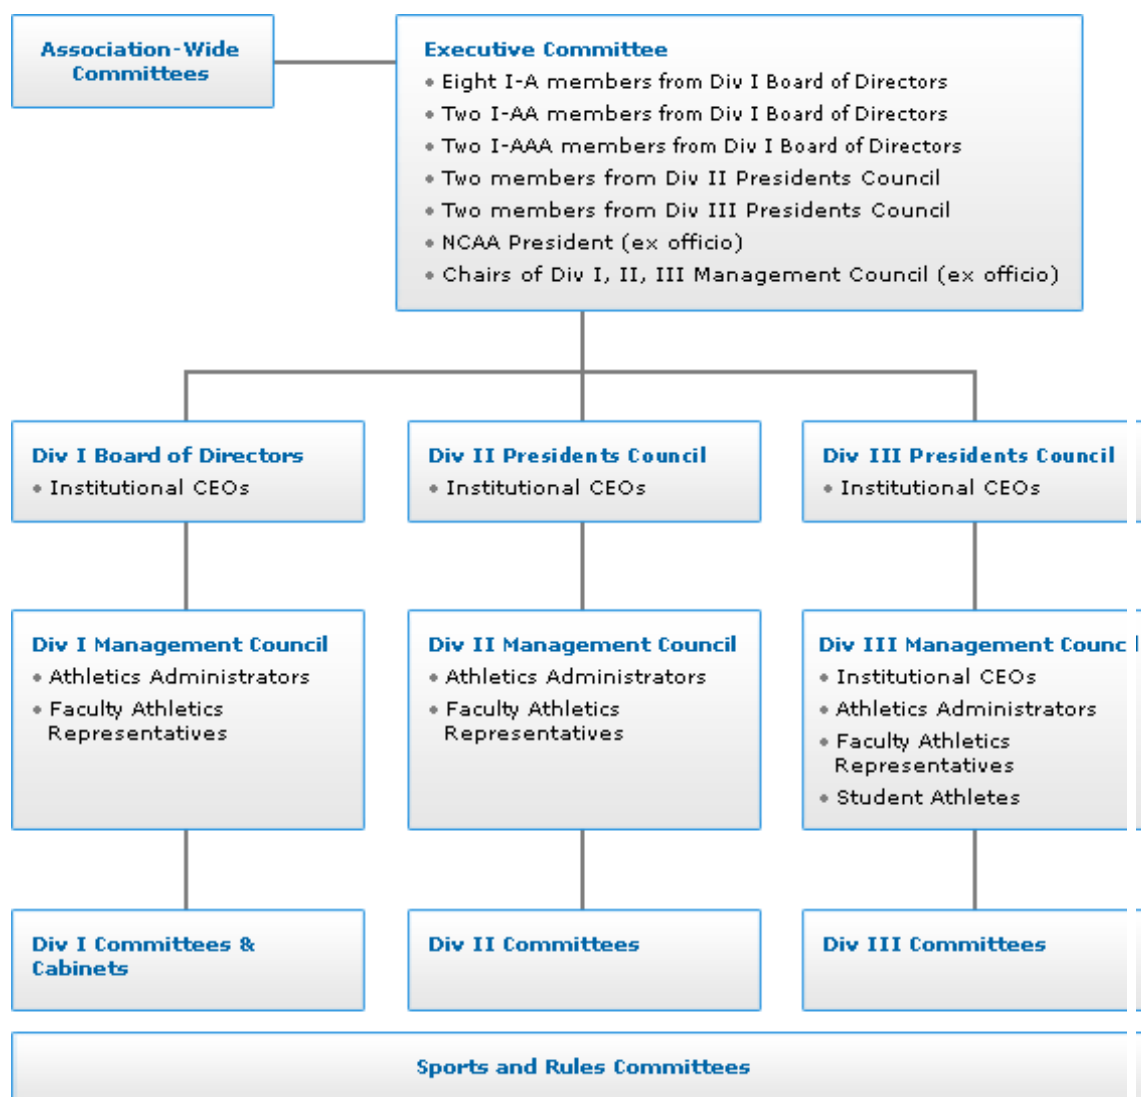 Association-Wide
Committees
Executive Committee
• Eight I-A members from Div I Board of Directors
• Two I-AA members from Div I Board of Directors
• Two I-AAA members from Div I Board of Directors
• Two members from Div II Presidents Council
• Two members from Div III Presidents Council
• NCAA President (ex officio)
• Chairs of Div I, II, III Management Council (ex officio)
Div I Board of Directors
• Institutional CEOs
Div II Presidents Council
• Institutional CEOs
Div III Presidents Council
• Institutional CEOs
Div I Management Council
• Athletics Administrators
• Faculty Athletics
Representatives
Div II Management Council
• Athletics Administrators
• Faculty Athletics
Representatives
Div III Management Council
• Institutional CEOs
• Athletics Administrators
• Faculty Athletics
Representatives
• Student Athletes
Div I Committees &
Cabinets
Div II Committees
Div III Committees
Sports and Rules Committees